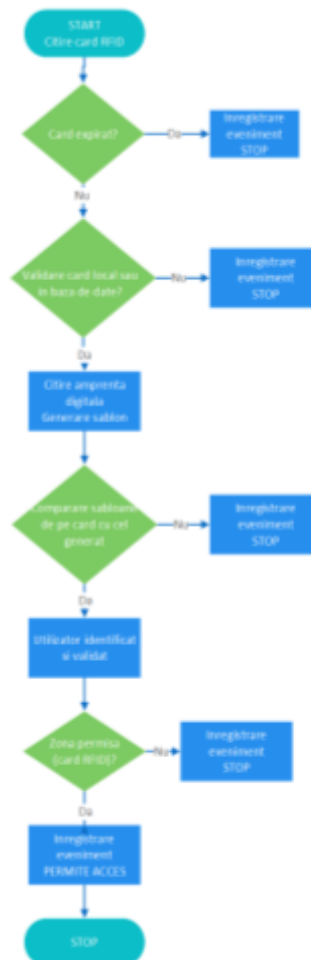 START
Citire card RFID
Card expirat?
Da
Inregistrare
eveniment
STOP
Nu
Validare card local sau
in baza de date?
Nu
Inregistrare
eveniment
STOP
Da
Citire amprenta
digitala
Generare sablon
Comparare sabloane
de pe card cu cel
generat
Nu
Inregistrare
eveniment
STOP
Da
Utilizator identificat
si validat
Zona permisa
(card RFID)?
Nu
Inregistrare
eveniment
STOP
Da
Inregistrare
eveniment
PERMITE ACCES
STOP